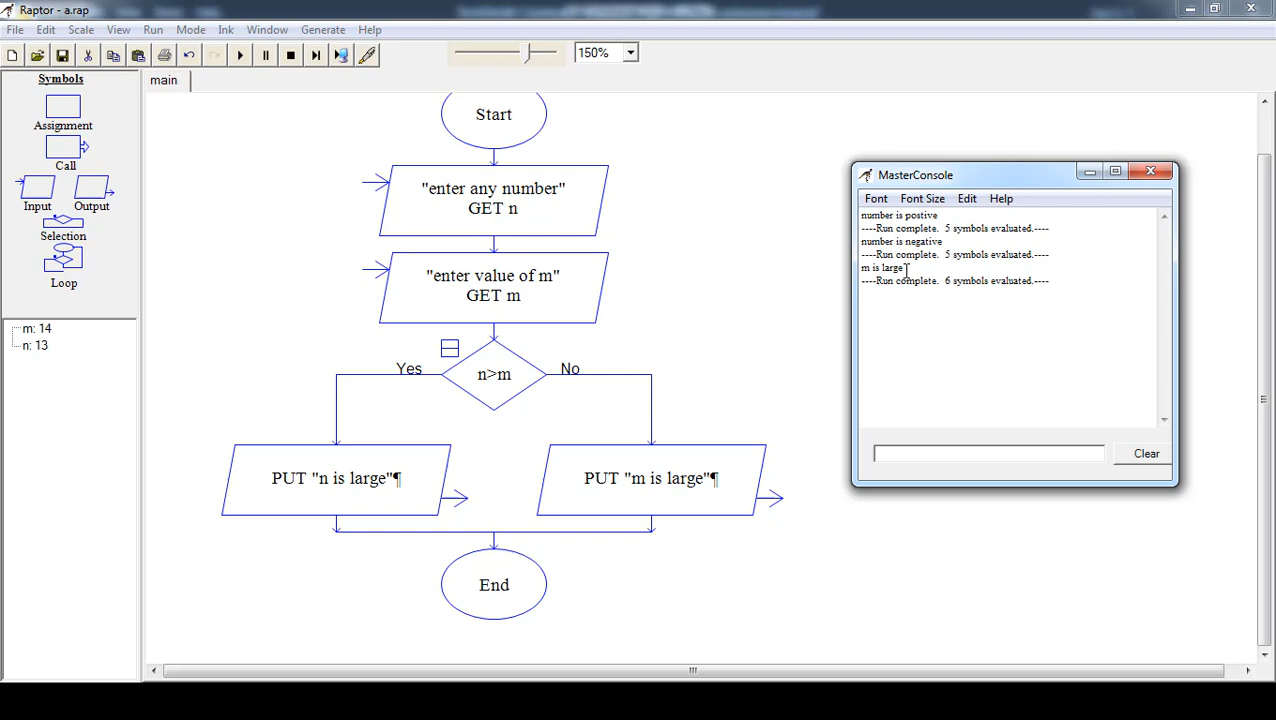 Raptor - a.rap
File Edit Scale View Run Mode Ink Window Generate Help
150%
Symbols
Assignment
Call
Input Output
Selection
Loop
m: 14
n: 13
main
Start
"enter any number"
GET n
"enter value of m"
GET m
Yes
n>m
No
PUT "n is large"¶
PUT "m is large"¶
End
MasterConsole
Font Font Size Edit Help
number is postive
----Run complete. 5 symbols evaluated.----
number is negative
----Run complete. 5 symbols evaluated.----
m is large
----Run complete. 6 symbols evaluated.----
Clear